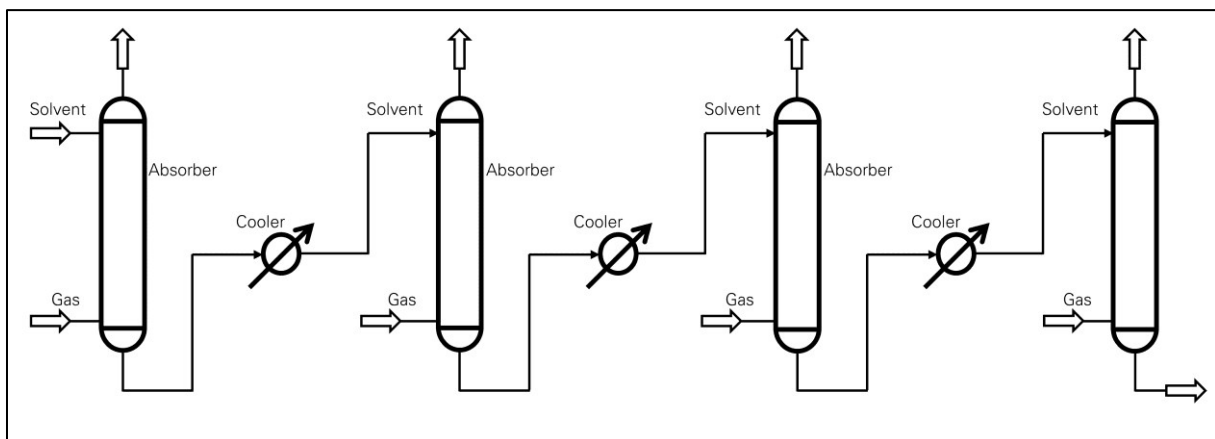 Solvent
Solvent
Solvent
Solvent
Absorber
Absorber
Absorber
Cooler
Cooler
Cooler
Gas
Gas
Gas
Gas